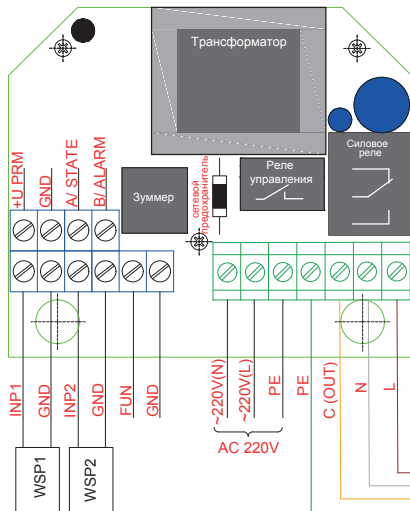 Трансформатор
Силовое
реле
Реле
управления
сетевой
предохранитель
Зуммер
+U PRM
GND
A/ STATE
B/ ALARM
INP1
GND
INP2
GND
FUN
GND
~220V(N)
~220V(L)
PE
PE
C (OUT)
N
L
AC 220V
WSP1
WSP2